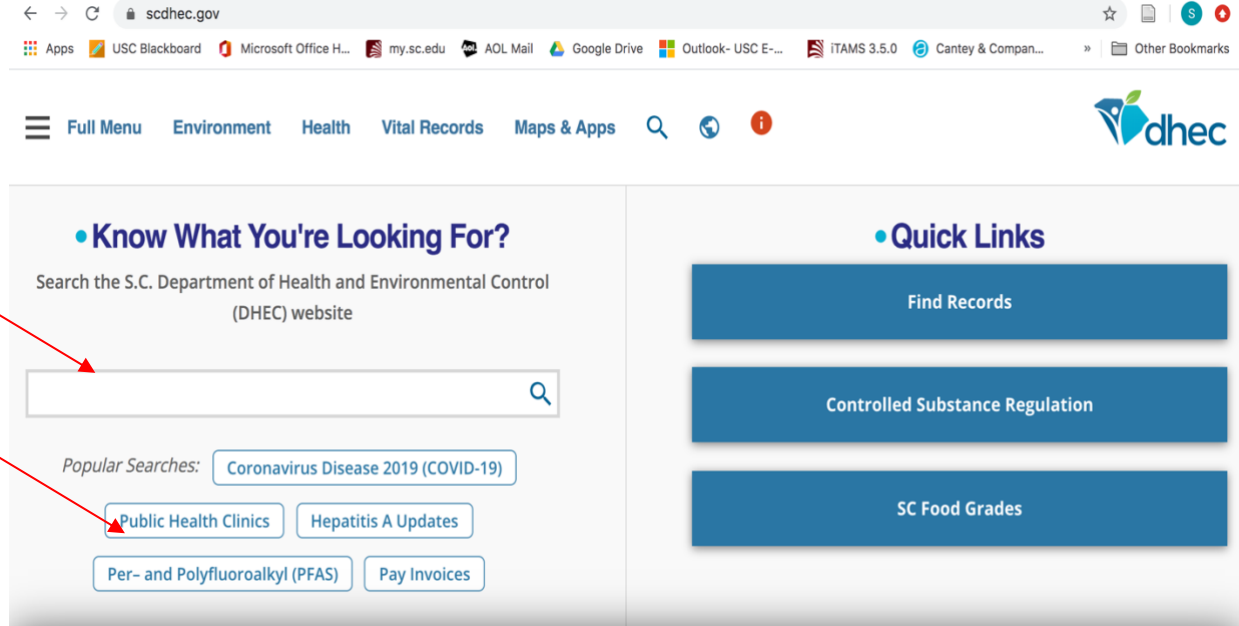 scdhec.gov
S
Apps USC Blackboard Microsoft Office H... my.sc.edu AOL Mail Google Drive Outlook- USC E-... iTAMS 3.5.0 Cantey & Compan... » Other Bookmarks
Full Menu Environment Health Vital Records Maps & Apps i
dhec
•Know What You're Looking For?
Search the S.C. Department of Health and Environmental Control
(DHEC) website
Popular Searches: Coronavirus Disease 2019 (COVID-19)
Public Health Clinics Hepatitis A Updates
Per- and Polyfluoroalkyl (PFAS) Pay Invoices
•Quick Links
Find Records
Controlled Substance Regulation
SC Food Grades